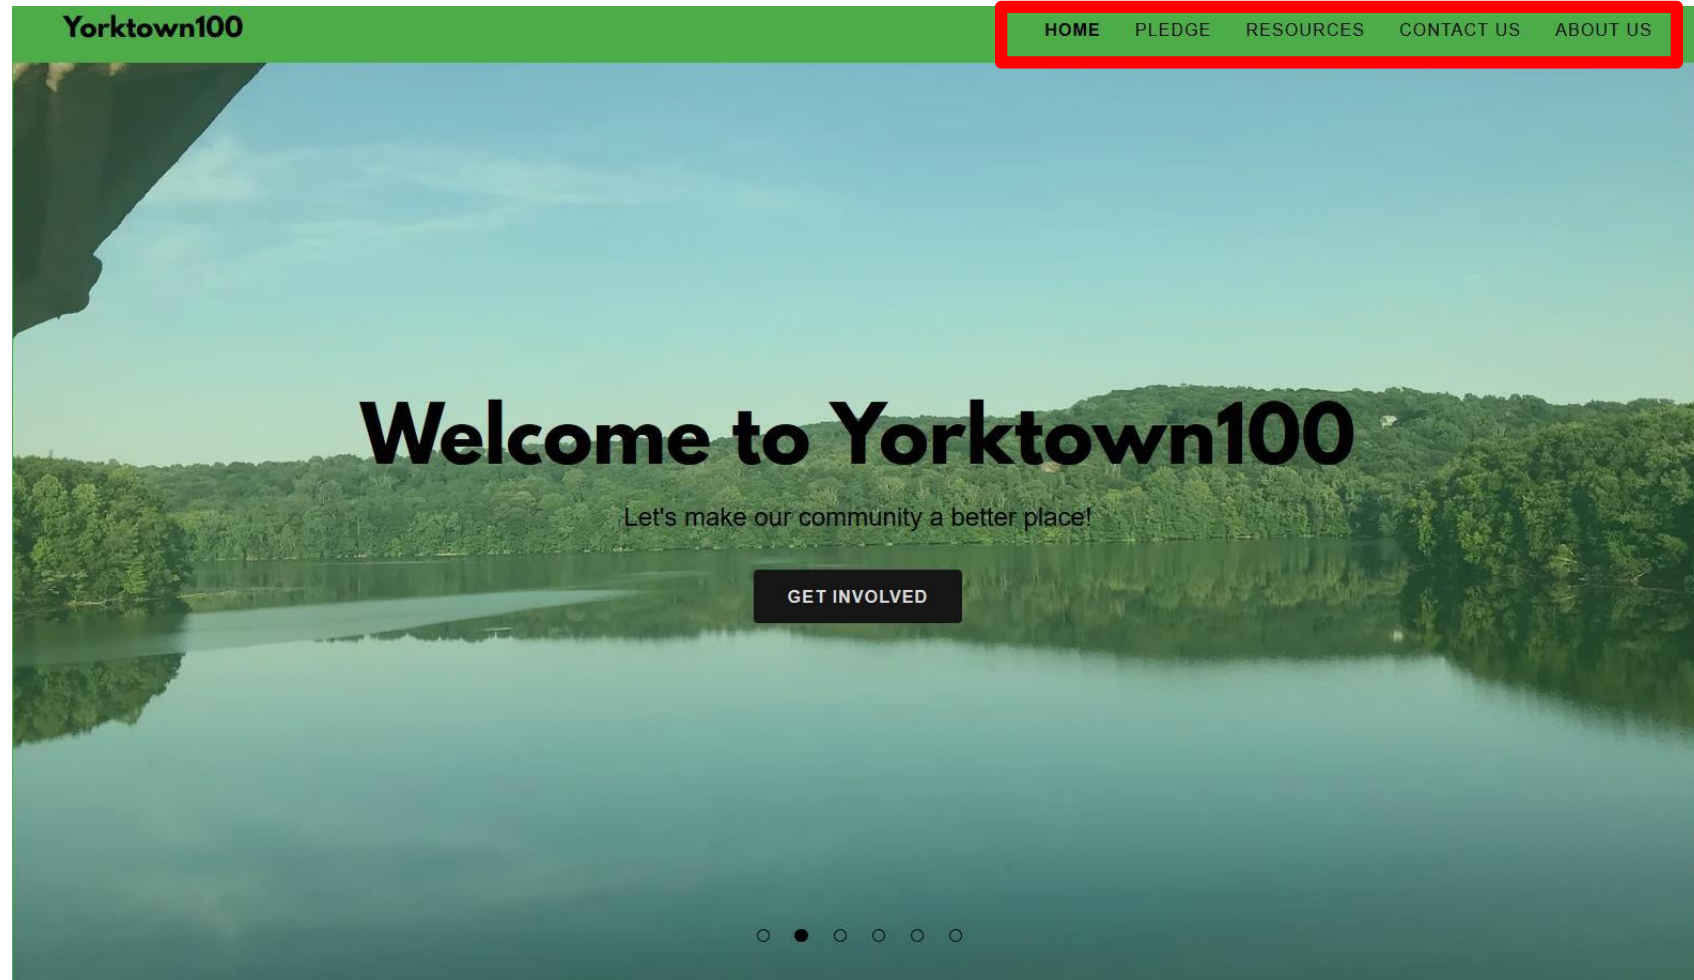 Yorktown100 HOME PLEDGE RESOURCES CONTACT US ABOUT US
Welcome to Yorktown100
Let's make our community a better place!
GET INVOLVED